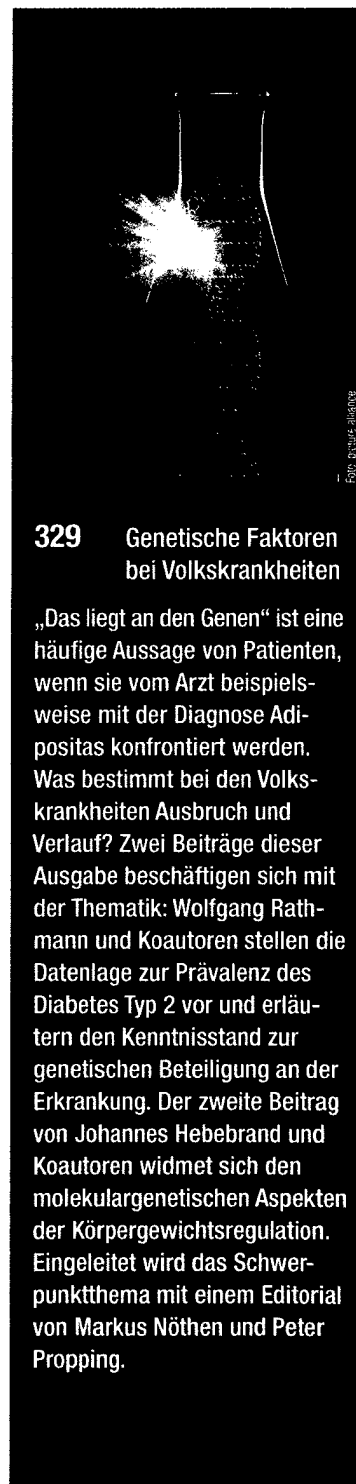 Foto: picture alliance
329 Genetische Faktoren
bei Volkskrankheiten
„Das liegt an den Genen“ ist eine
häufige Aussage von Patienten,
wenn sie vom Arzt beispiels-
weise mit der Diagnose Adi-
positas konfrontiert werden.
Was bestimmt bei den Volks-
krankheiten Ausbruch und
Verlauf? Zwei Beiträge dieser
Ausgabe beschäftigen sich mit
der Thematik: Wolfgang Rath-
mann und Koautoren stellen die
Datenlage zur Prävalenz des
Diabetes Typ 2 vor und erläu-
tern den Kenntnisstand zur
genetischen Beteiligung an der
Erkrankung. Der zweite Beitrag
von Johannes Hebebrand und
Koautoren widmet sich den
molekulargenetischen Aspekten
der Körpergewichtsregulation.
Eingeleitet wird das Schwer-
punktthema mit einem Editorial
von Markus Nöthen und Peter
Propping.